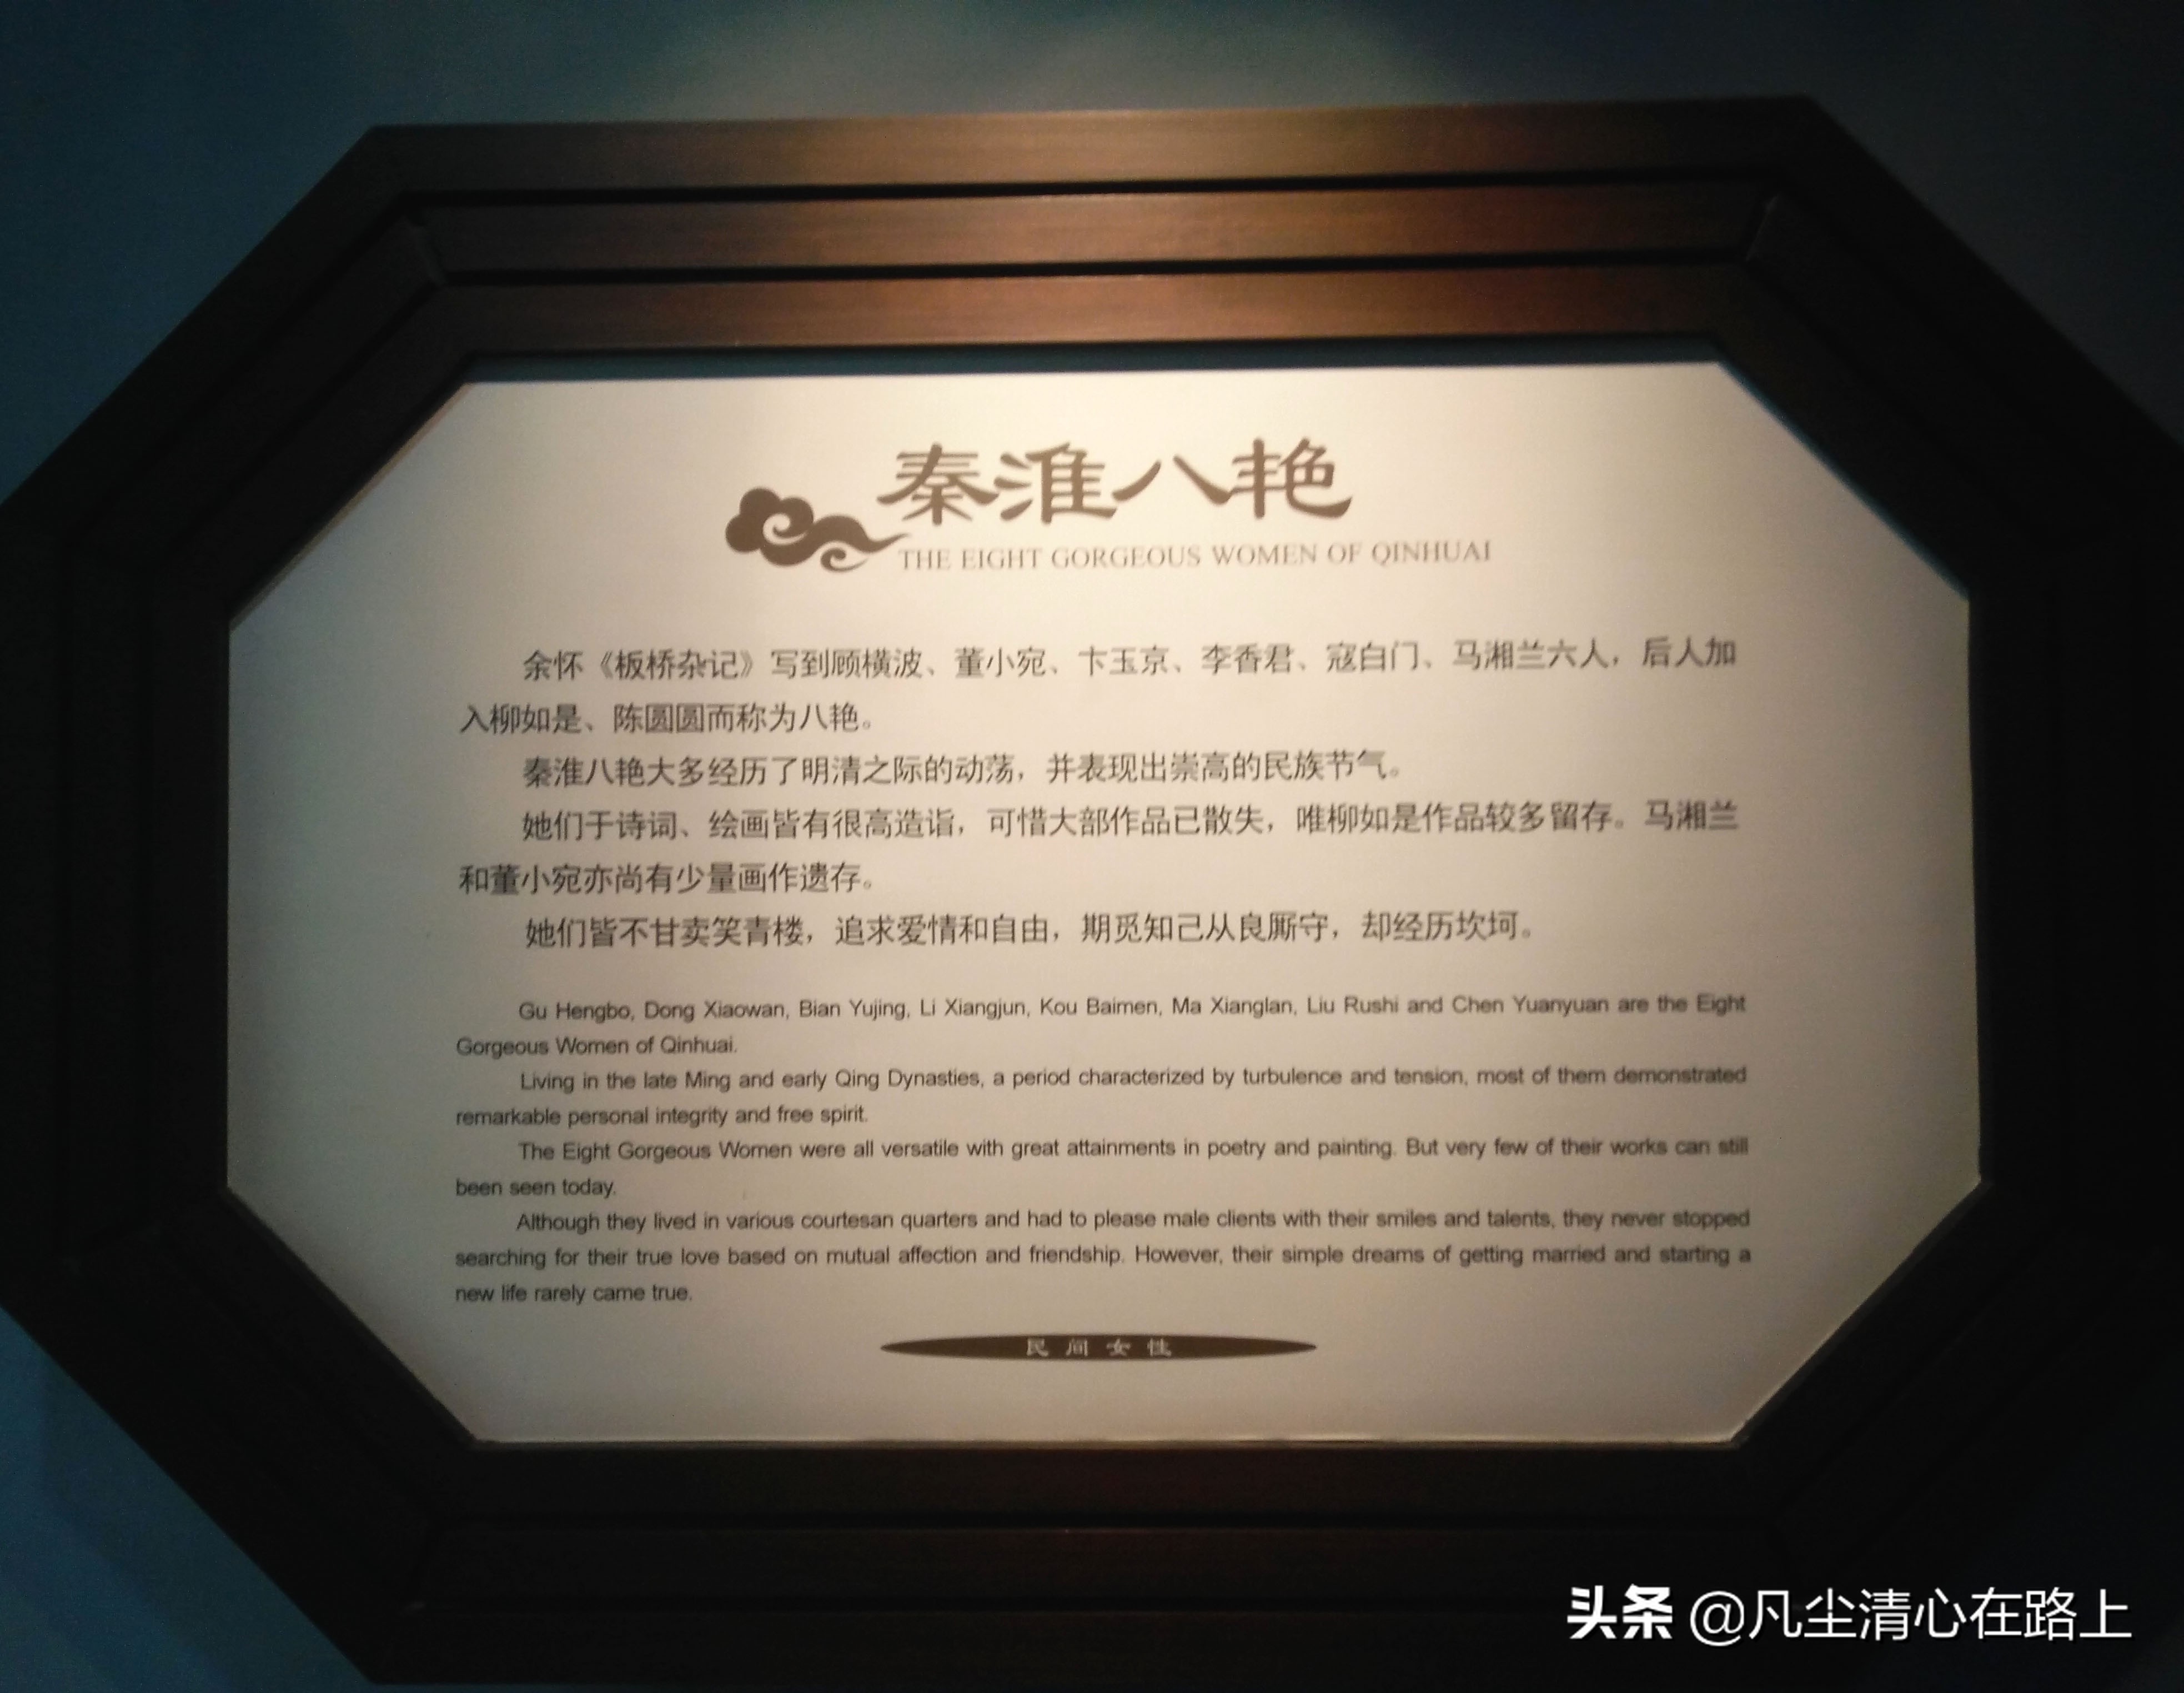 秦淮八艳
THE EIGHT GORGEOUS WOMEN OF QINHUAI
余怀《板桥杂记》写到顾横波、董小宛、卞玉京、李香君、寇白门、马湘兰六人，后人加
入柳如是、陈圆圆而称为八艳。
秦淮八艳大多经历了明清之际的动荡，并表现出崇高的民族节气。
她们于诗词、绘画皆有很高造诣，可惜大部作品已散失，唯柳如是作品较多留存。马湘兰
和董小宛亦尚有少量画作遗存。
她们皆不甘卖笑青楼，追求爱情和自由，期觅知己从良厮守，却经历坎坷。
Gu Hengbo, Dong Xiaowan, Bian Yujing, Li Xiangjun, Kou Baimen, Ma Xianglan, Liu Rushi and Chen Yuanyuan are the Eight
Gorgeous Women of Qinhuai.
Living in the late Ming and early Qing Dynasties, a period characterized by turbulence and tension, most of them demonstrated
remarkable personal integrity and free spirit.
The Eight Gorgeous Women were all versatile with great attainments in poetry and painting. But very few of their works can still
been seen today.
Although they lived in various courtesan quarters and had to please male clients with their smiles and talents, they never stopped
searching for their true love based on mutual affection and friendship. However, their simple dreams of getting married and starting a
new life rarely came true.
民间女性
头条 @凡尘清心在路上